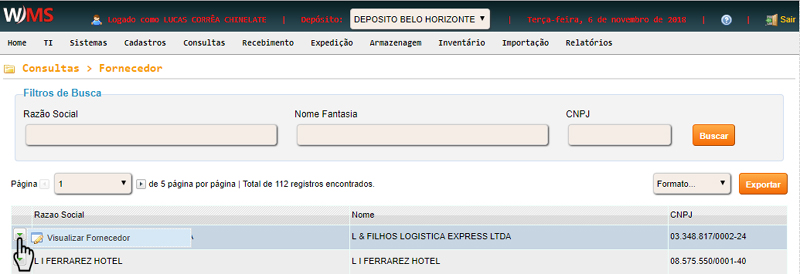 WMS
Logado como LUCAS CORRÊA CHINELATE | Depósito: DEPOSITO BELO HORIZONTE | Terça-feira, 6 de novembro de 2018 | ? | Sair
Home TI Sistemas Cadastros Consultas Recebimento Expedição Armazenagem Inventário Importação Relatórios
Consultas > Fornecedor
Filtros de Busca
Razão Social Nome Fantasia CNPJ
Buscar
Página 1 de 5 página por página | Total de 112 registros encontrados. Formato... Exportar
Razao Social Nome CNPJ
Visualizar Fornecedor L & FILHOS LOGISTICA EXPRESS LTDA 03.348.817/0002-24
L I FERRAREZ HOTEL L I FERRAREZ HOTEL 08.575.550/0001-40